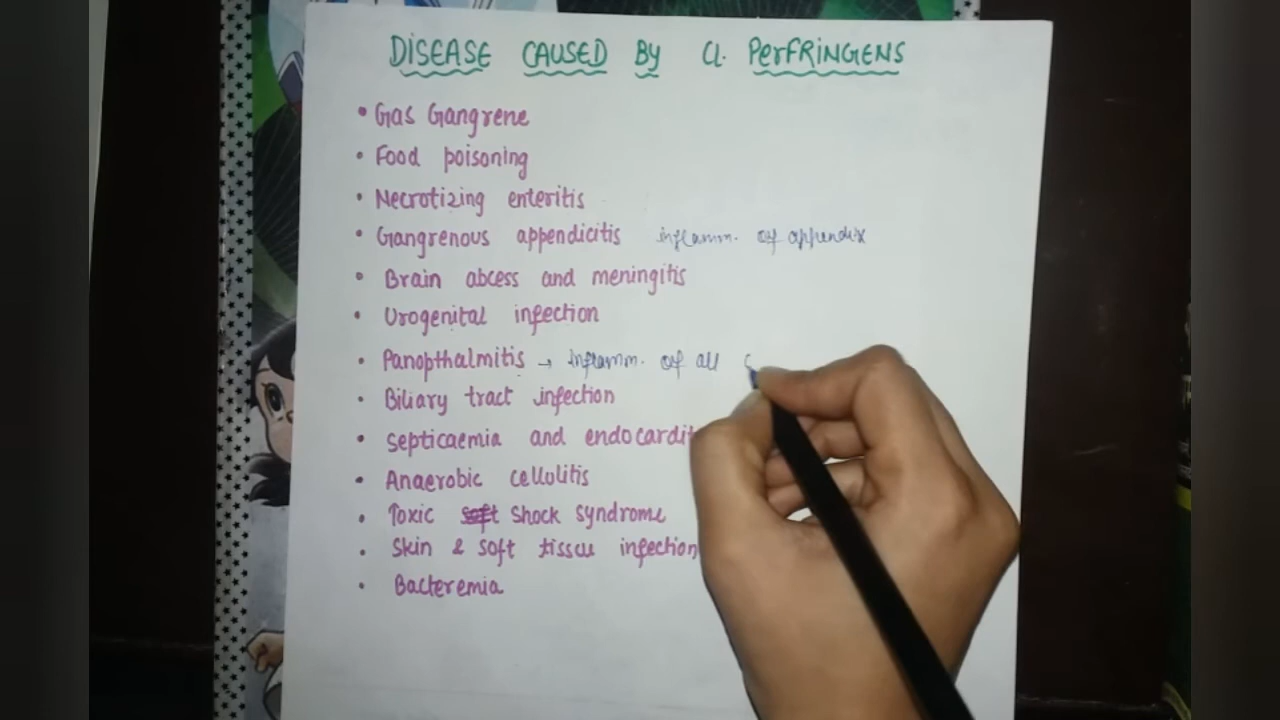 DISEASE CAUSED BY Cl. PerFRINGENS
• Gas Gangrene
• Food poisoning
• Necrotizing enteritis
• Gangrenous appendicitis inflamm. of appendix
• Brain abcess and meningitis
• Urogenital infection
• Panopthalmitis → inflamm. of all
• Biliary tract infection
• Septicaemia and endocardit
• Anaerobic cellulitis
• Toxic Shock Syndrome
• Skin & Soft tissue infection
• Bacteremia